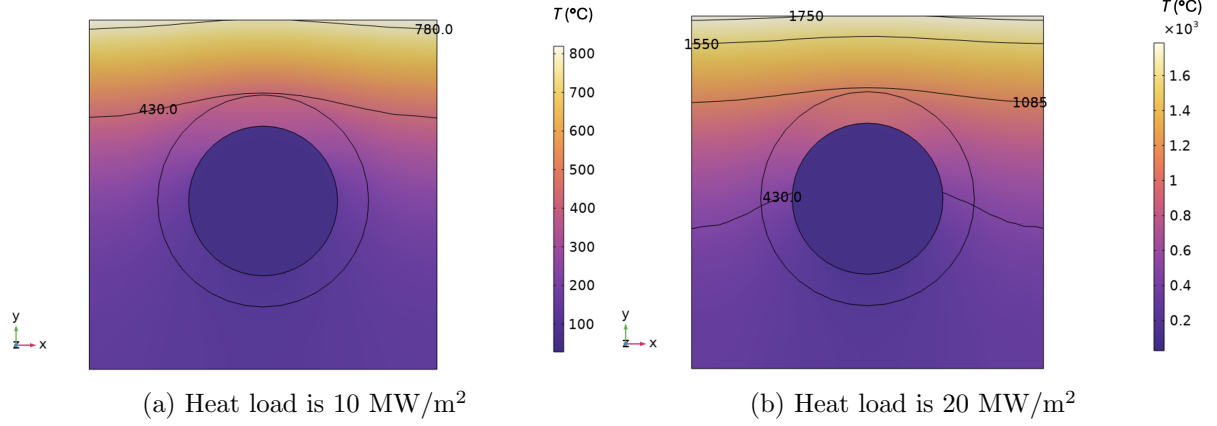 T (°C)
780.0
430.0
800
700
600
500
400
300
200
100
y
z
x
(a) Heat load is 10 MW/m²
T (°C)
×10³
1750
1550
1085
430.0
1.6
1.4
1.2
1
0.8
0.6
0.4
0.2
y
z
x
(b) Heat load is 20 MW/m²